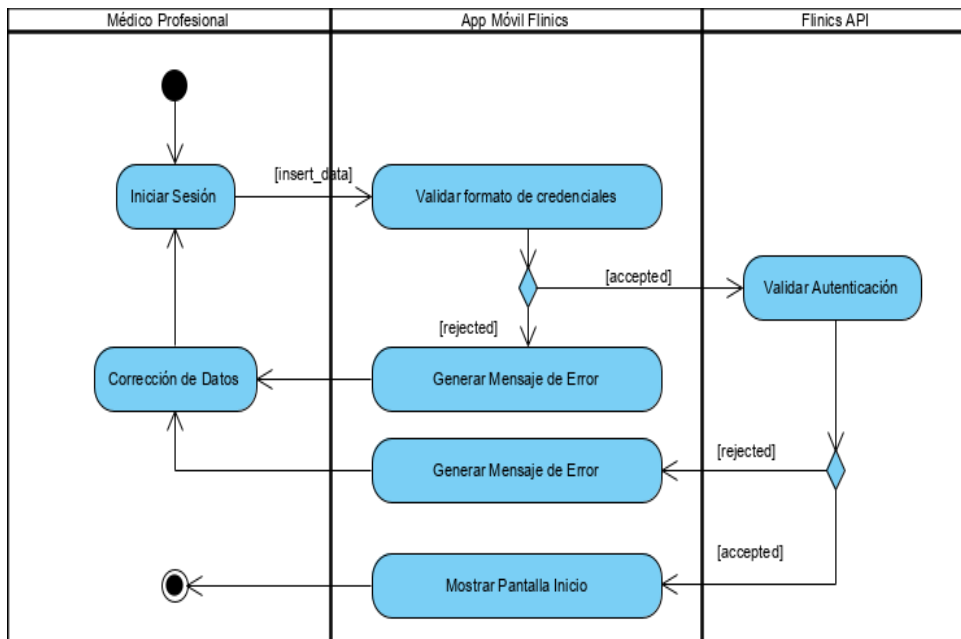 Médico Profesional
App Móvil Flinics
Flinics API
[insert_data]
Iniciar Sesión
Validar formato de credenciales
[accepted]
Validar Autenticación
[rejected]
Corrección de Datos
Generar Mensaje de Error
[rejected]
Generar Mensaje de Error
[accepted]
Mostrar Pantalla Inicio